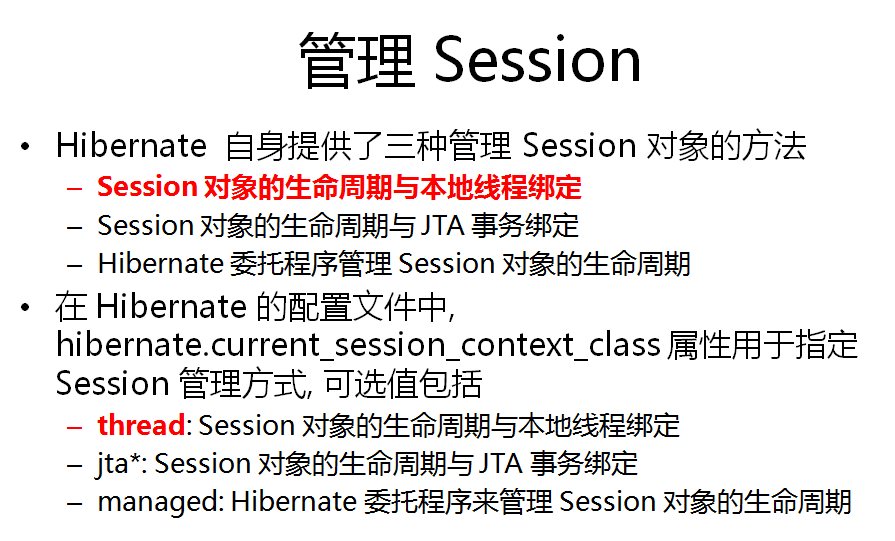 管理 Session
• Hibernate 自身提供了三种管理 Session 对象的方法
– Session 对象的生命周期与本地线程绑定
– Session 对象的生命周期与 JTA 事务绑定
– Hibernate 委托程序管理 Session 对象的生命周期
• 在 Hibernate 的配置文件中,
hibernate.current_session_context_class 属性用于指定
Session 管理方式, 可选值包括
– thread: Session 对象的生命周期与本地线程绑定
– jta*: Session 对象的生命周期与 JTA 事务绑定
– managed: Hibernate 委托程序来管理 Session 对象的生命周期